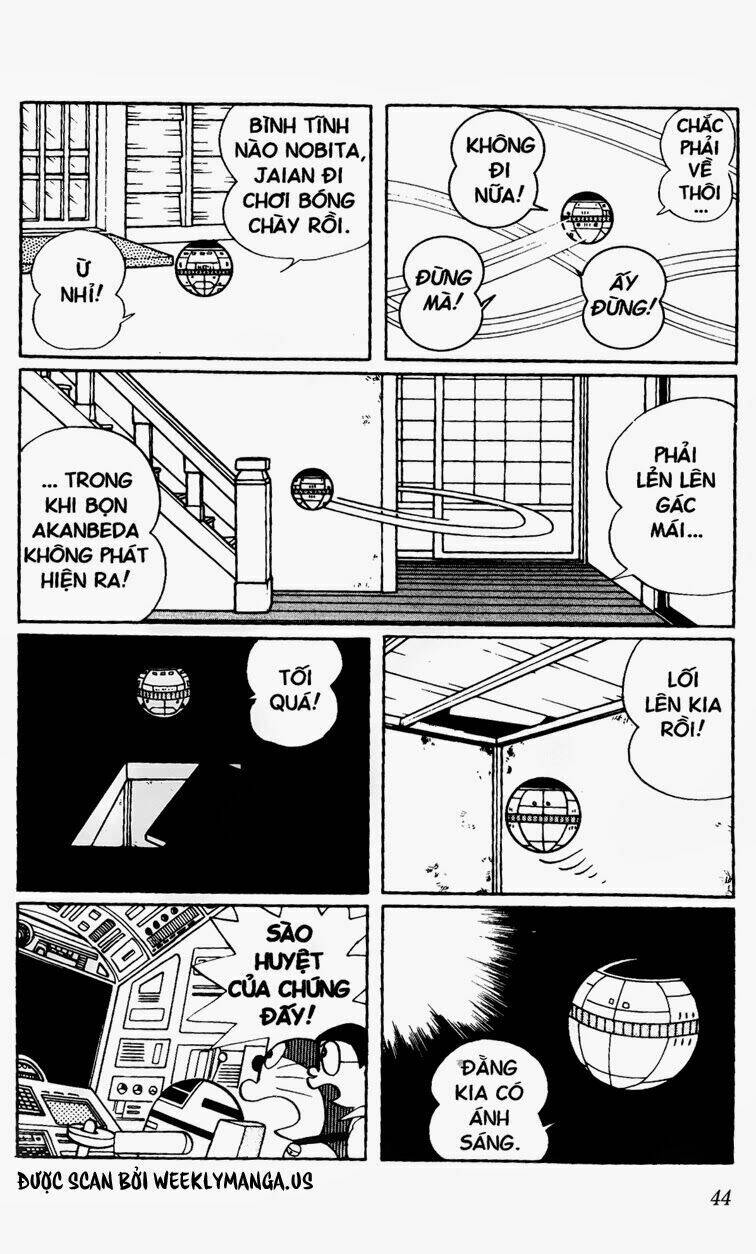 CHẮC
PHẢI
VỀ
THÔI
...
KHÔNG
ĐI
NỮA!
ẤY
ĐỪNG!
ĐỪNG
MÀ!
BÌNH TĨNH
NÀO NOBITA,
JAIAN ĐI
CHƠI BÓNG
CHÀY RỒI.
Ừ
NHỈ!
PHẢI
LẺN LÊN
GÁC
MÁI...
... TRONG
KHI BỌN
AKANBEDA
KHÔNG PHÁT
HIỆN RA!
LỐI
LÊN KIA
RỒI!
TỐI
QUÁ!
ĐẰNG
KIA CÓ
ÁNH
SÁNG.
SÀO
HUYỆT
CỦA CHÚNG
ĐẤY!
ĐƯỢC SCAN BỞI WEEKLYMANGA.US
44